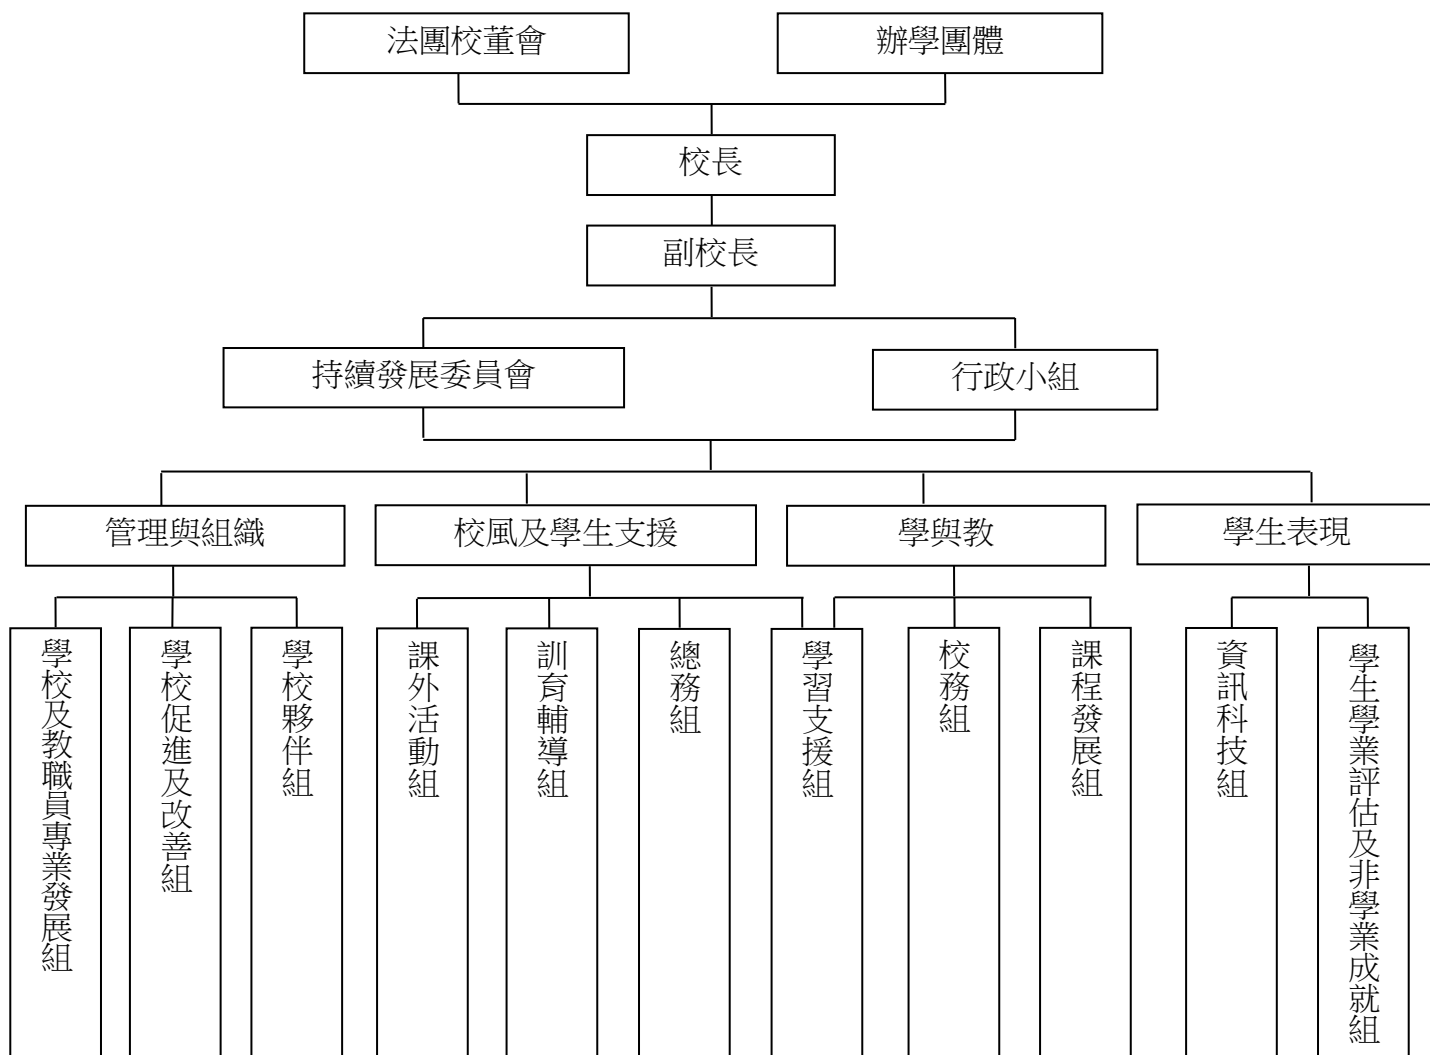 法團校董會
辦學團體
校長
副校長
持續發展委員會
行政小組
管理與組織
校風及學生支援
學與教
學生表現
學校及教職員專業發展組
學校促進及改善組
學校夥伴組
課外活動組
訓育輔導組
總務組
學習支援組
校務組
課程發展組
資訊科技組
學生學業評估及非學業成就組